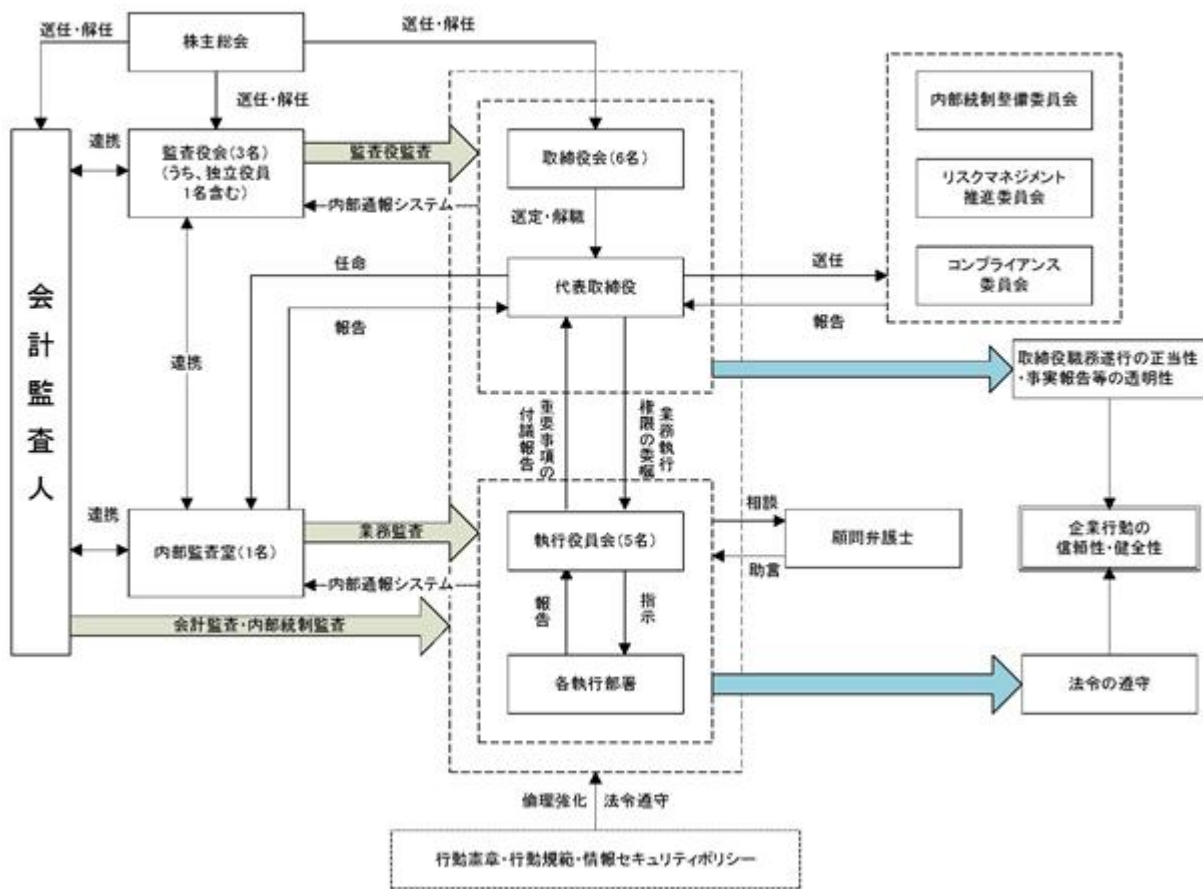 選任・解任
株主総会
選任・解任
選任・解任
内部統制整備委員会
連携
監査役会(3名)
(うち、独立役員
1名含む)
監査役監査
取締役会(6名)
リスクマネジメント
推進委員会
内部通報システム
選定・解職
任命
代表取締役
選任
コンプライアンス
委員会
報告
報告
会計監査人
連携
取締役職務遂行の正当性
・事実報告等の透明性
重要事項の
付議報告
業務執行
権限の委嘱
連携
内部監査室(1名)
業務監査
執行役員会(5名)
相談
顧問弁護士
助言
企業行動の
信頼性・健全性
内部通報システム
報告
指示
会計監査・内部統制監査
各執行部署
法令の遵守
倫理強化
法令遵守
行動憲章・行動規範・情報セキュリティポリシー